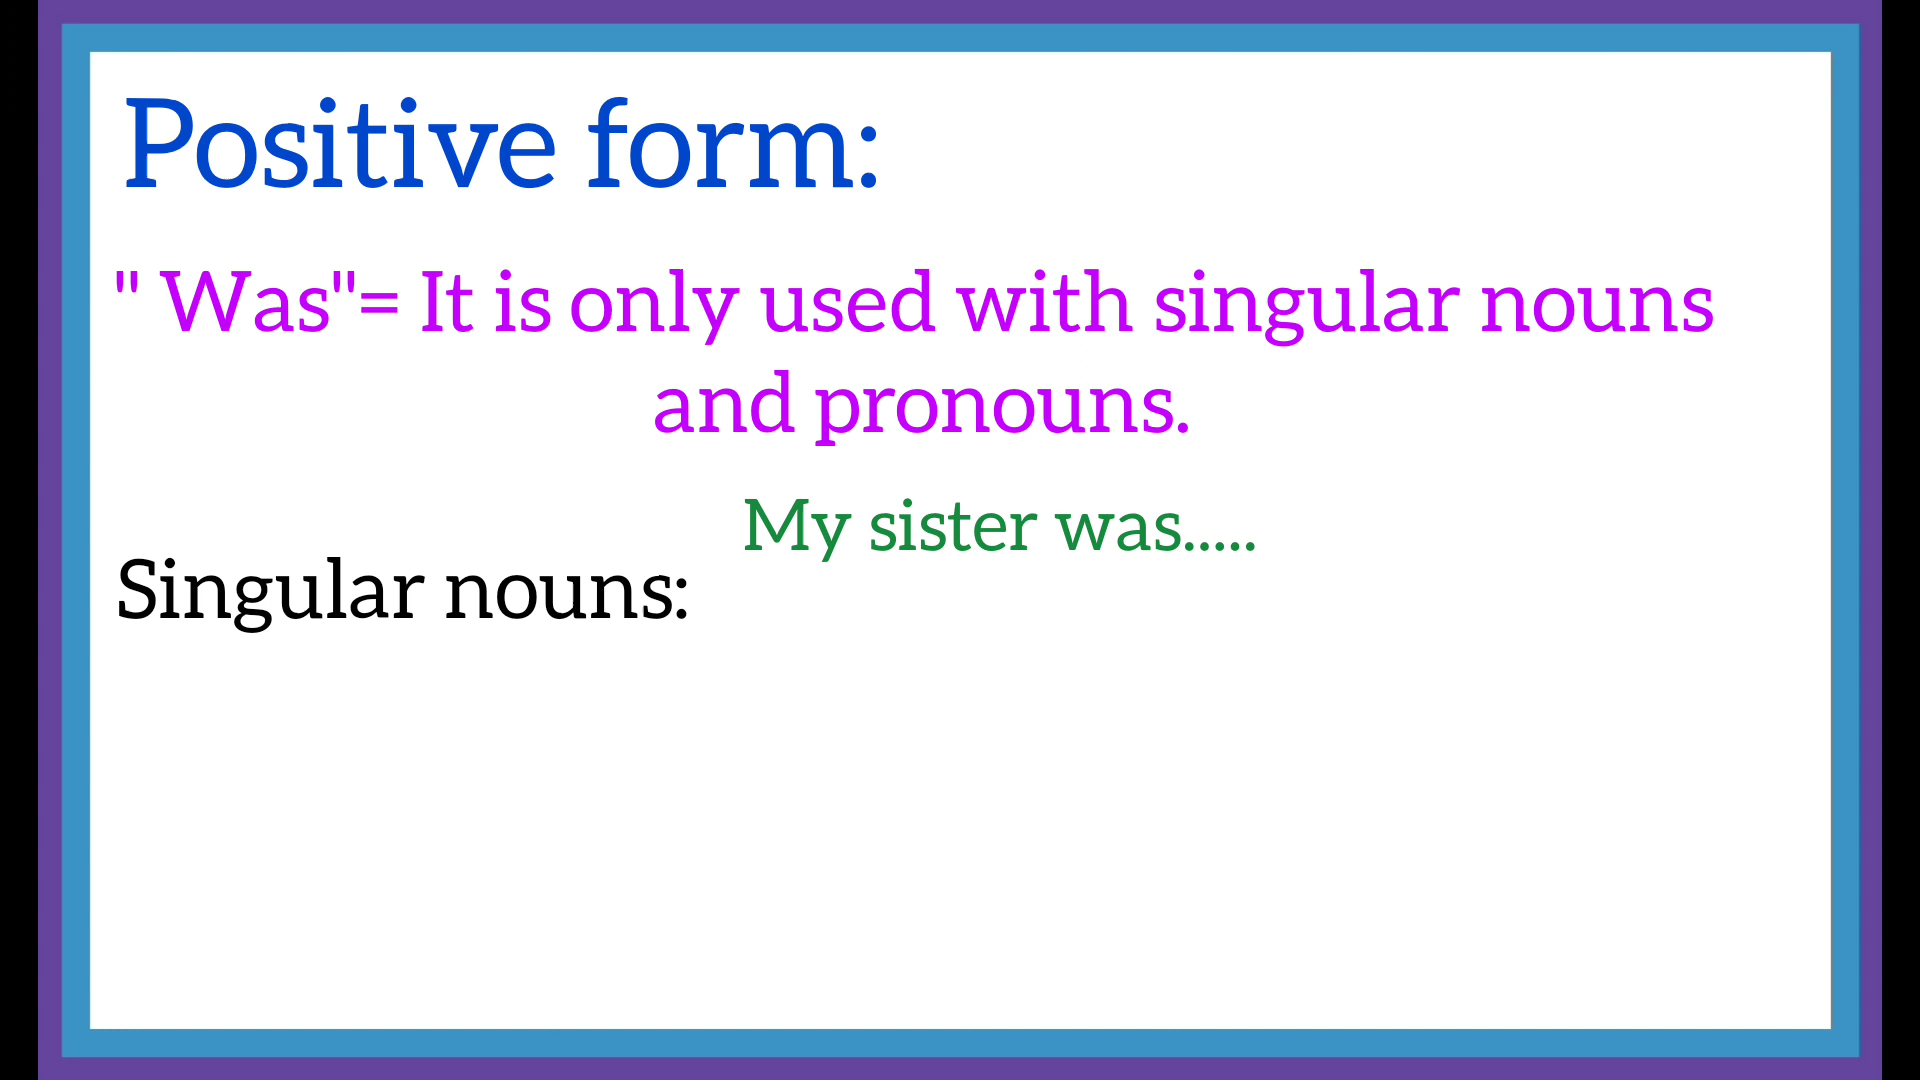 Positive form:
" Was"= It is only used with singular nouns
and pronouns.
My sister was.....
Singular nouns: